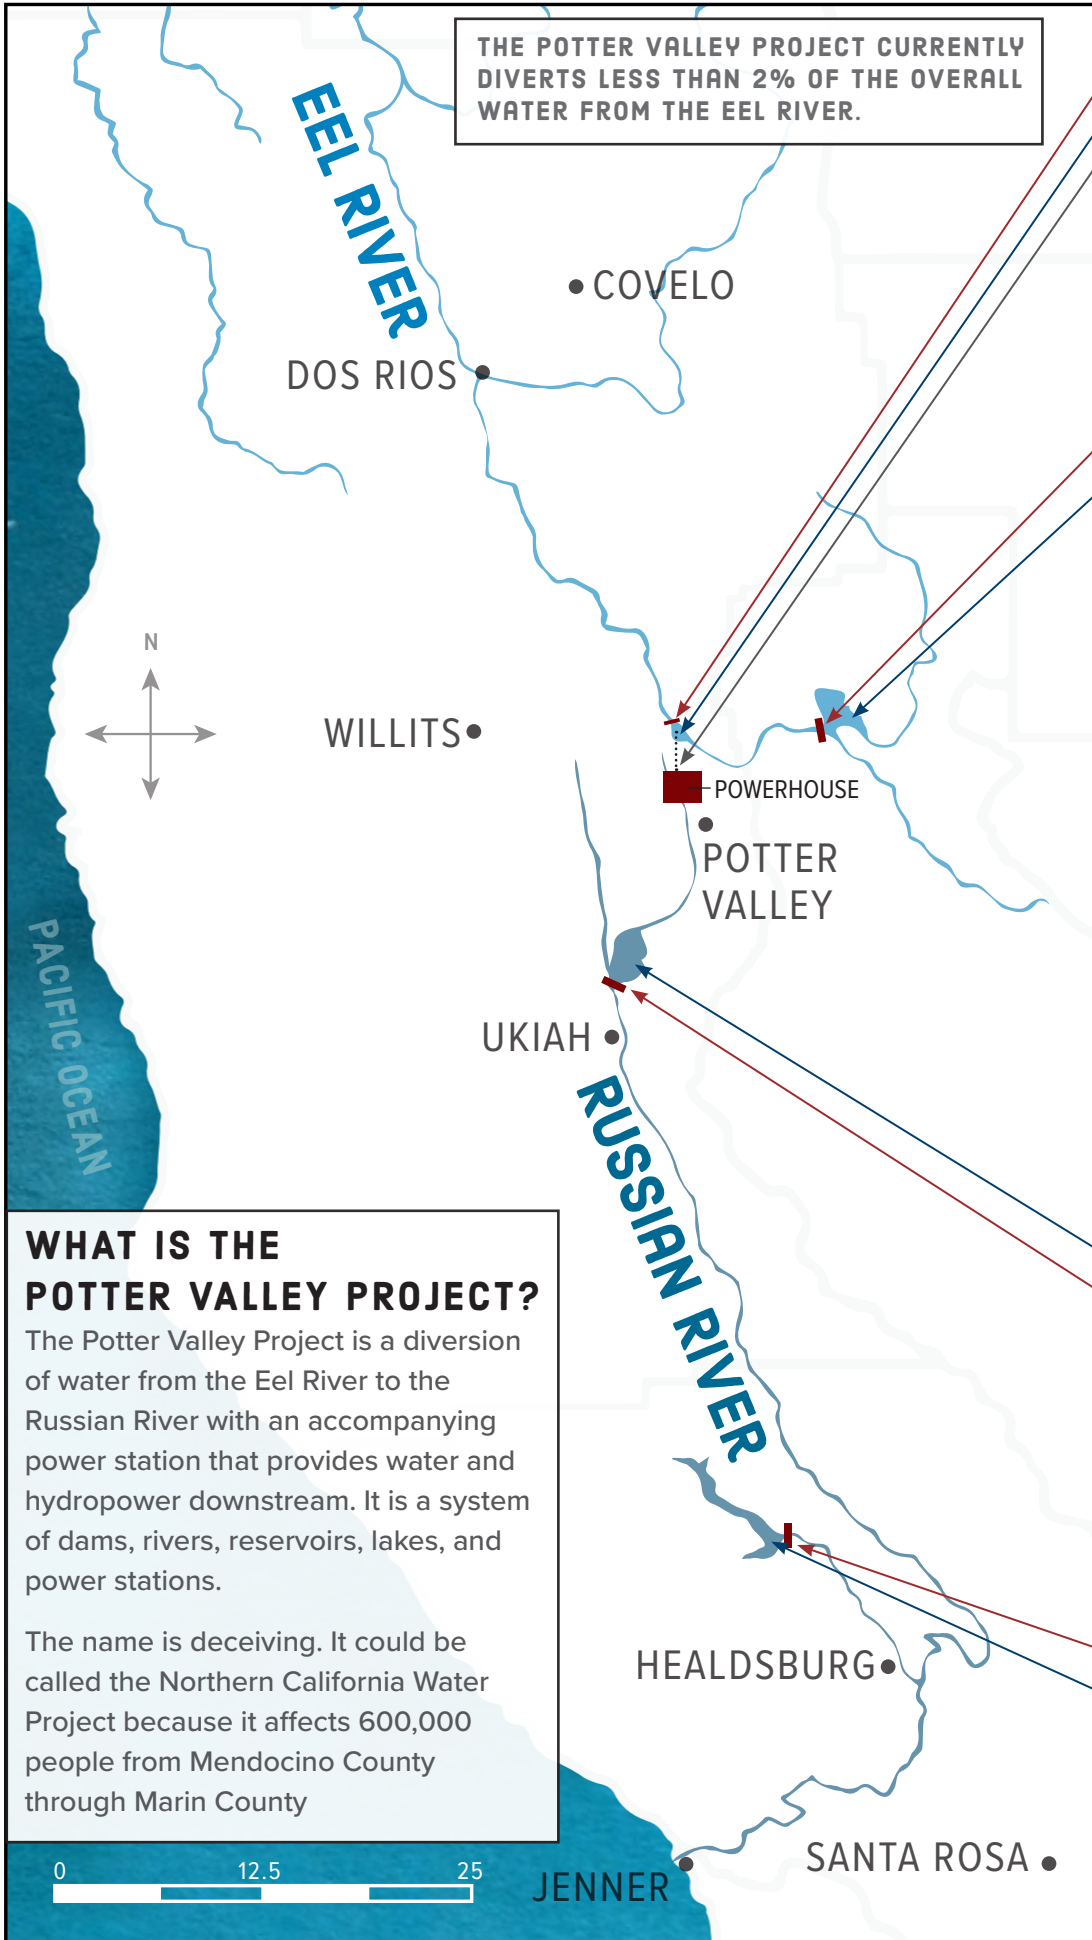 THE POTTER VALLEY PROJECT CURRENTLY
DIVERTS LESS THAN 2% OF THE OVERALL
WATER FROM THE EEL RIVER.
EEL RIVER
COVELO
DOS RIOS
N
WILLITS
POWERHOUSE
POTTER
VALLEY
PACIFIC OCEAN
UKIAH
RUSSIAN RIVER
WHAT IS THE
POTTER VALLEY PROJECT?
The Potter Valley Project is a diversion
of water from the Eel River to the
Russian River with an accompanying
power station that provides water and
hydropower downstream. It is a system
of dams, rivers, reservoirs, lakes, and
power stations.
The name is deceiving. It could be
called the Northern California Water
Project because it affects 600,000
people from Mendocino County
through Marin County
HEALDSBURG
SANTA ROSA
JENNER
0 12.5 25